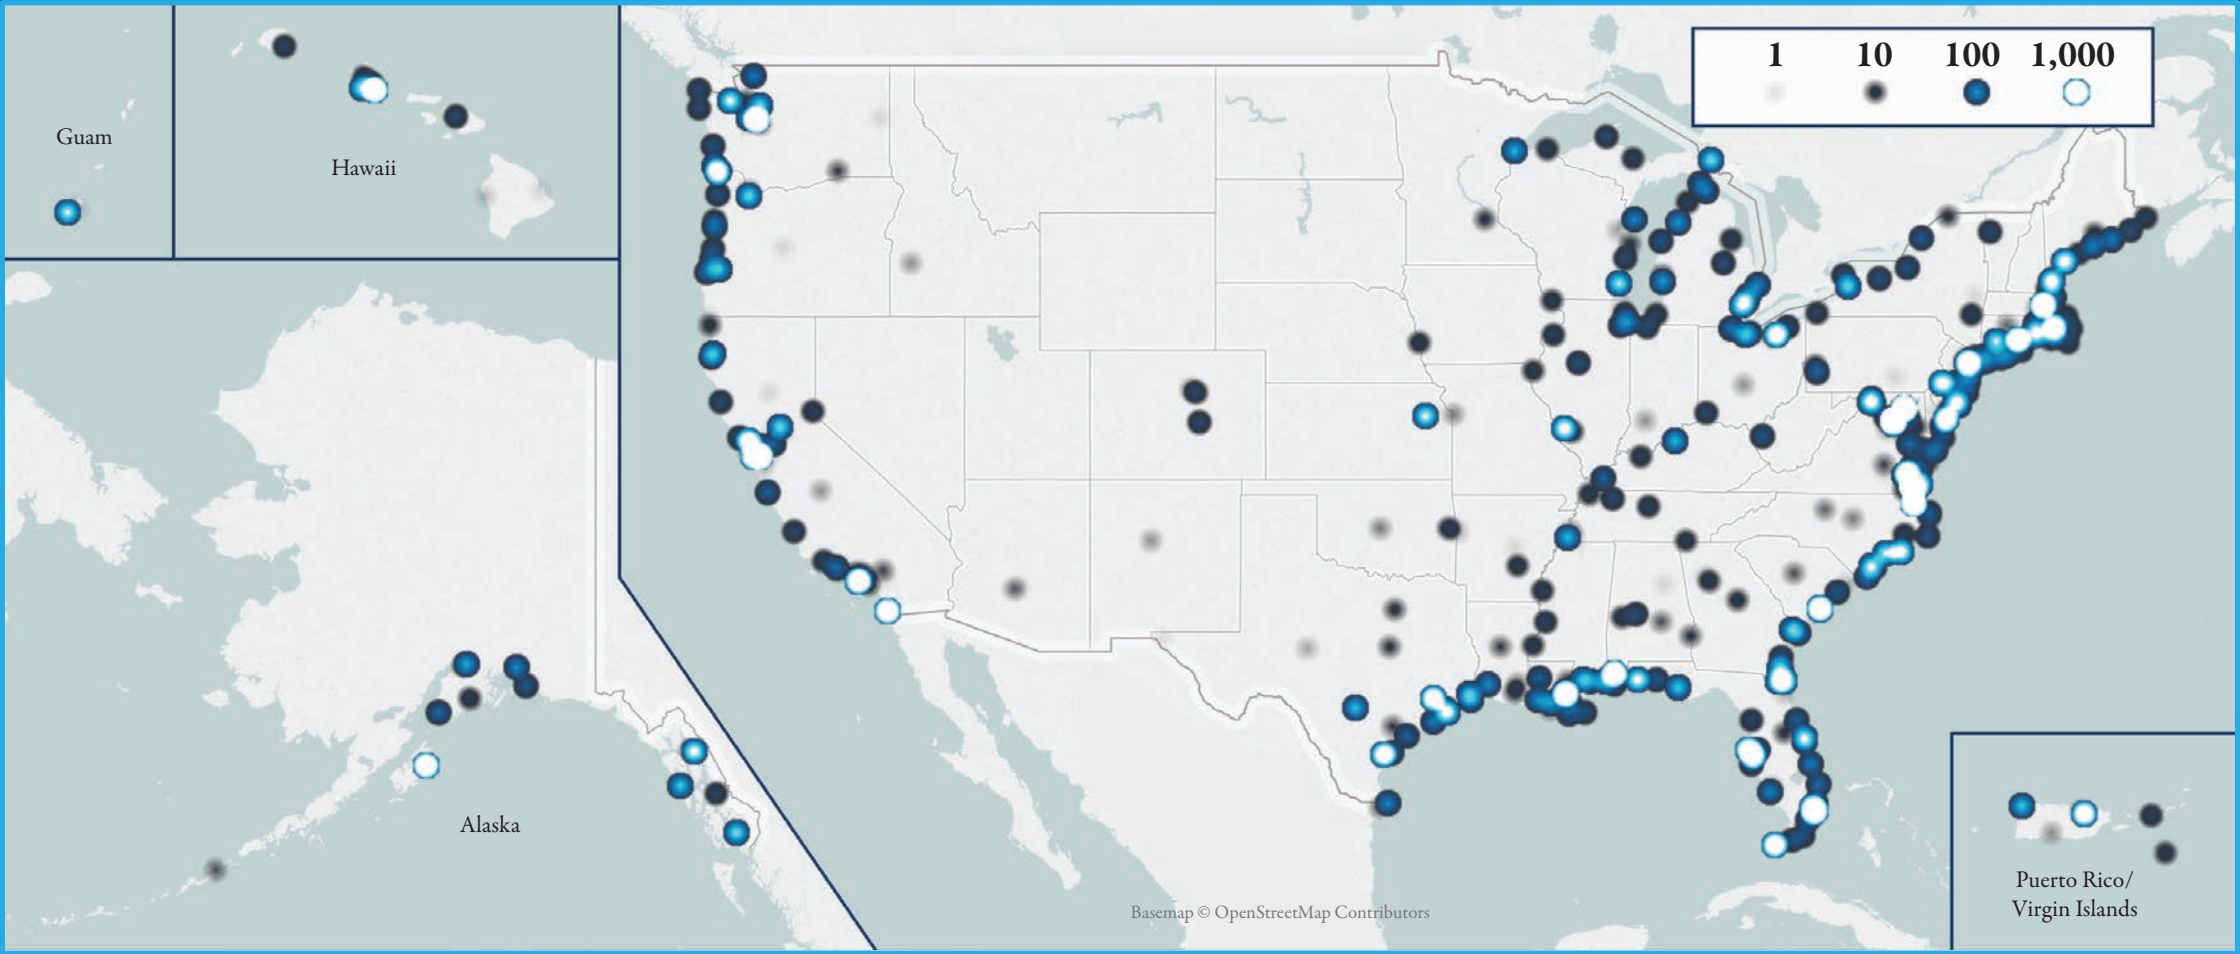 1 10 100 1,000
Guam
Hawaii
Alaska
Puerto Rico/
Virgin Islands
Basemap © OpenStreetMap Contributors